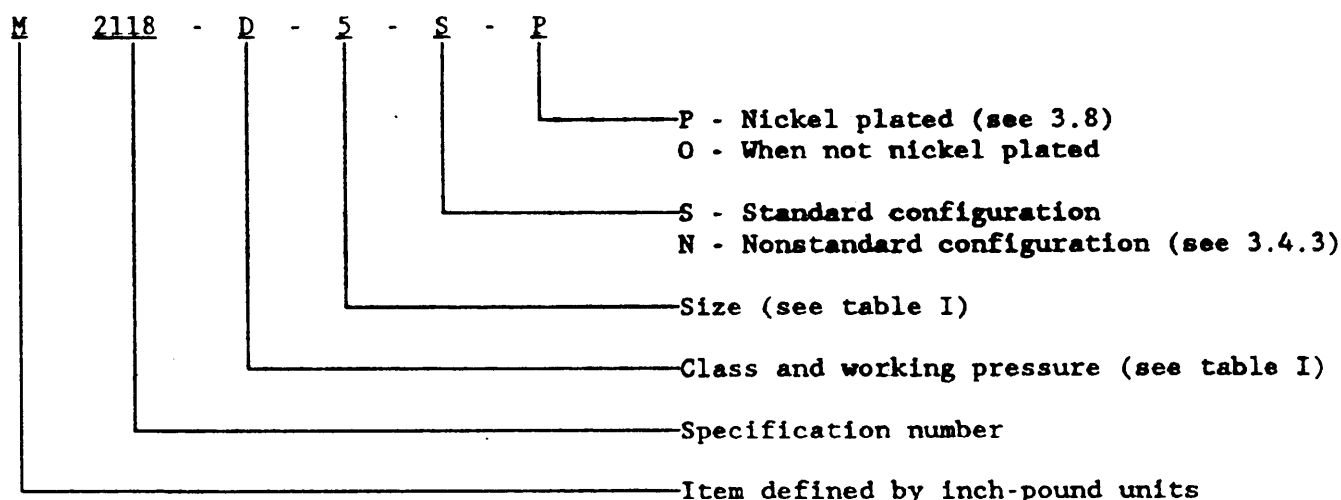 M 2118 - D - 5 - S - P
P - Nickel plated (see 3.8)
O - When not nickel plated
S - Standard configuration
N - Nonstandard configuration (see 3.4.3)
Size (see table I)
Class and working pressure (see table I)
Specification number
Item defined by inch-pound units